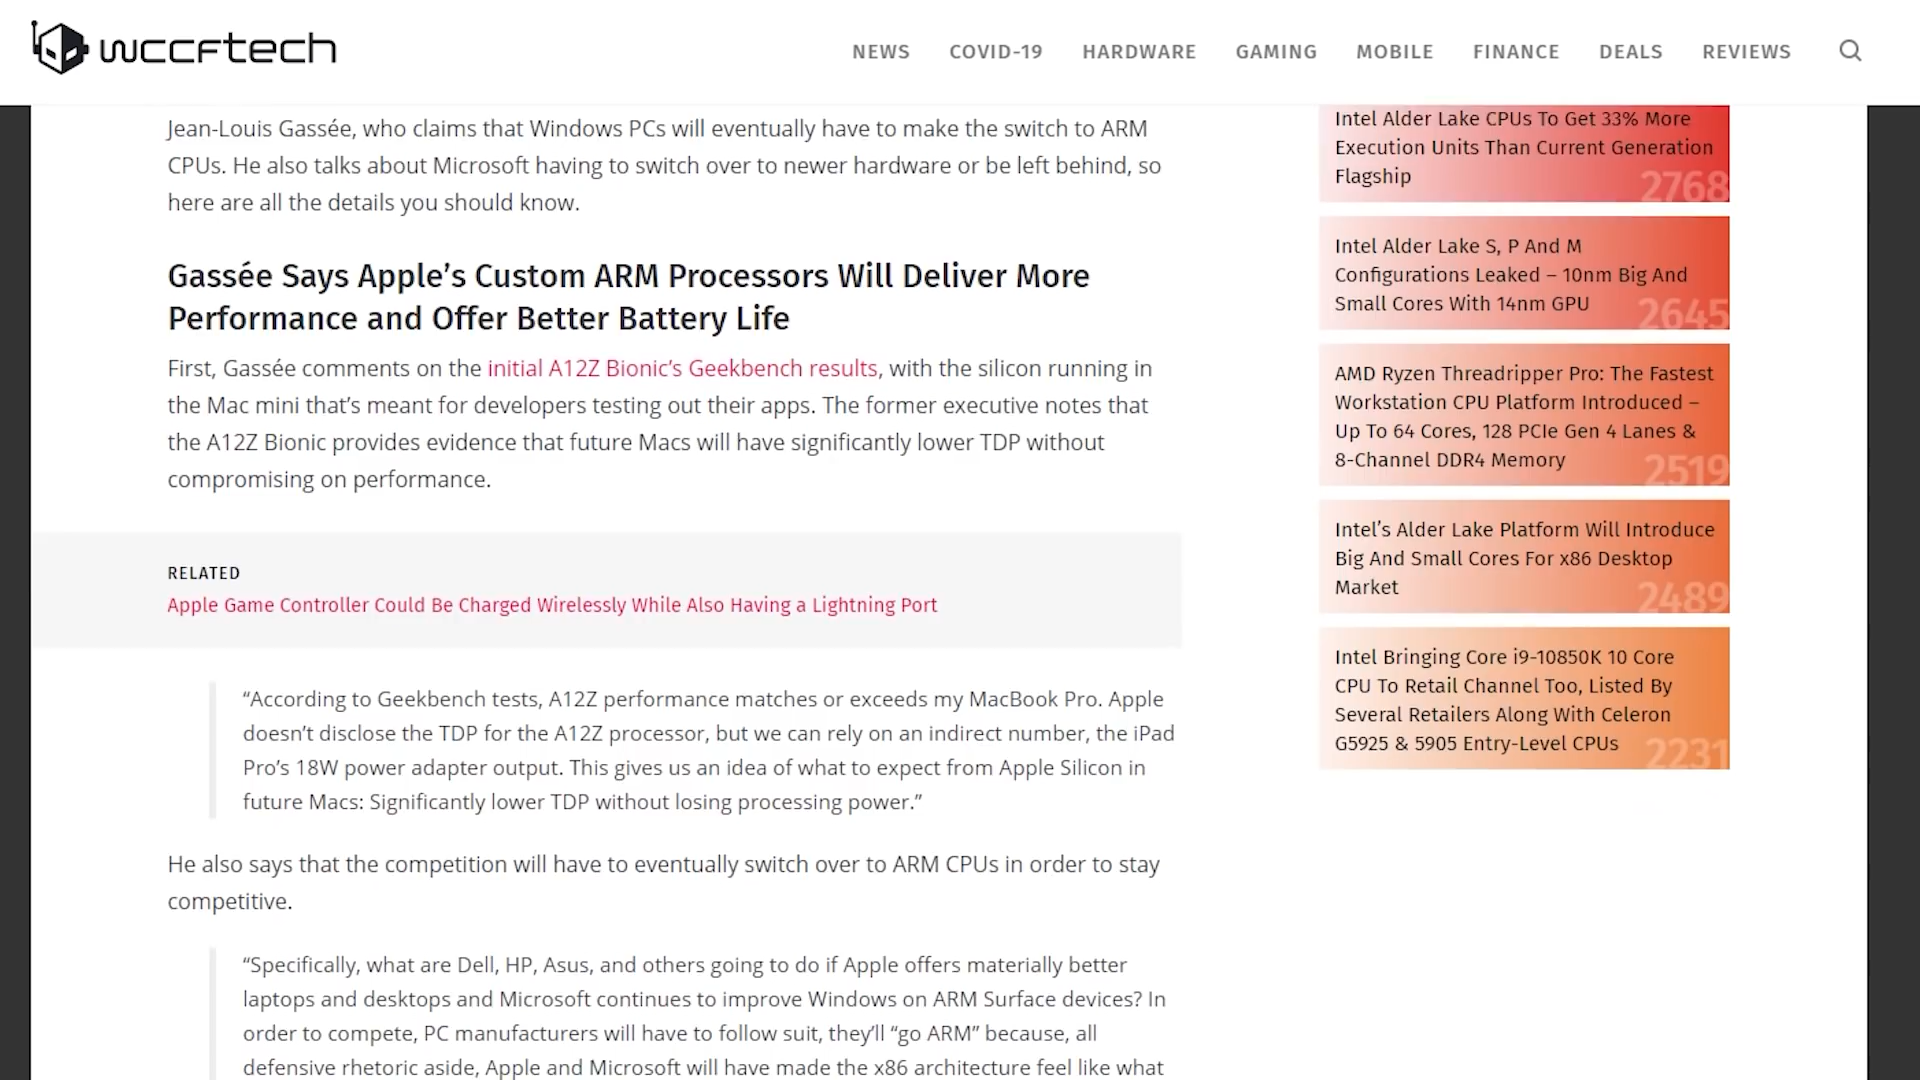 wccftech
NEWS COVID-19 HARDWARE GAMING MOBILE FINANCE DEALS REVIEWS
Jean-Louis Gassée, who claims that Windows PCs will eventually have to make the switch to ARM
CPUs. He also talks about Microsoft having to switch over to newer hardware or be left behind, so
here are all the details you should know.
Gassée Says Apple’s Custom ARM Processors Will Deliver More
Performance and Offer Better Battery Life
First, Gassée comments on the initial A12Z Bionic’s Geekbench results, with the silicon running in
the Mac mini that’s meant for developers testing out their apps. The former executive notes that
the A12Z Bionic provides evidence that future Macs will have significantly lower TDP without
compromising on performance.
RELATED
Apple Game Controller Could Be Charged Wirelessly While Also Having a Lightning Port
“According to Geekbench tests, A12Z performance matches or exceeds my MacBook Pro. Apple
doesn’t disclose the TDP for the A12Z processor, but we can rely on an indirect number, the iPad
Pro’s 18W power adapter output. This gives us an idea of what to expect from Apple Silicon in
future Macs: Significantly lower TDP without losing processing power.”
He also says that the competition will have to eventually switch over to ARM CPUs in order to stay
competitive.
“Specifically, what are Dell, HP, Asus, and others going to do if Apple offers materially better
laptops and desktops and Microsoft continues to improve Windows on ARM Surface devices? In
order to compete, PC manufacturers will have to follow suit, they’ll “go ARM” because, all
defensive rhetoric aside, Apple and Microsoft will have made the x86 architecture feel like what
Intel Alder Lake CPUs To Get 33% More
Execution Units Than Current Generation
Flagship
2768
Intel Alder Lake S, P And M
Configurations Leaked – 10nm Big And
Small Cores With 14nm GPU
2645
AMD Ryzen Threadripper Pro: The Fastest
Workstation CPU Platform Introduced –
Up To 64 Cores, 128 PCIe Gen 4 Lanes &
8-Channel DDR4 Memory
2519
Intel’s Alder Lake Platform Will Introduce
Big And Small Cores For x86 Desktop
Market
2489
Intel Bringing Core i9-10850K 10 Core
CPU To Retail Channel Too, Listed By
Several Retailers Along With Celeron
G5925 & 5905 Entry-Level CPUs
2231